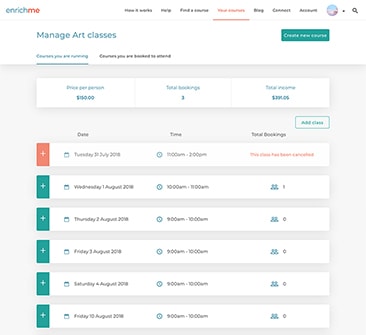 enrichme
How it works Help Find a course Your courses Blog Contact Account
Manage Art classes
Create new course
Courses you are running Courses you are booked to attend
Price per person Total bookings Total income
$150.00 3 $391.05
Add class
Date Time Total Bookings
+ Tuesday 31 July 2018 11:00am - 2:00pm This class has been cancelled
+ Wednesday 1 August 2018 10:00am - 11:00am 1
+ Thursday 2 August 2018 9:00am - 10:00am 0
+ Friday 3 August 2018 9:00am - 10:00am 0
+ Saturday 4 August 2018 9:00am - 10:00am 0
+ Friday 10 August 2018 9:00am - 10:00am 0